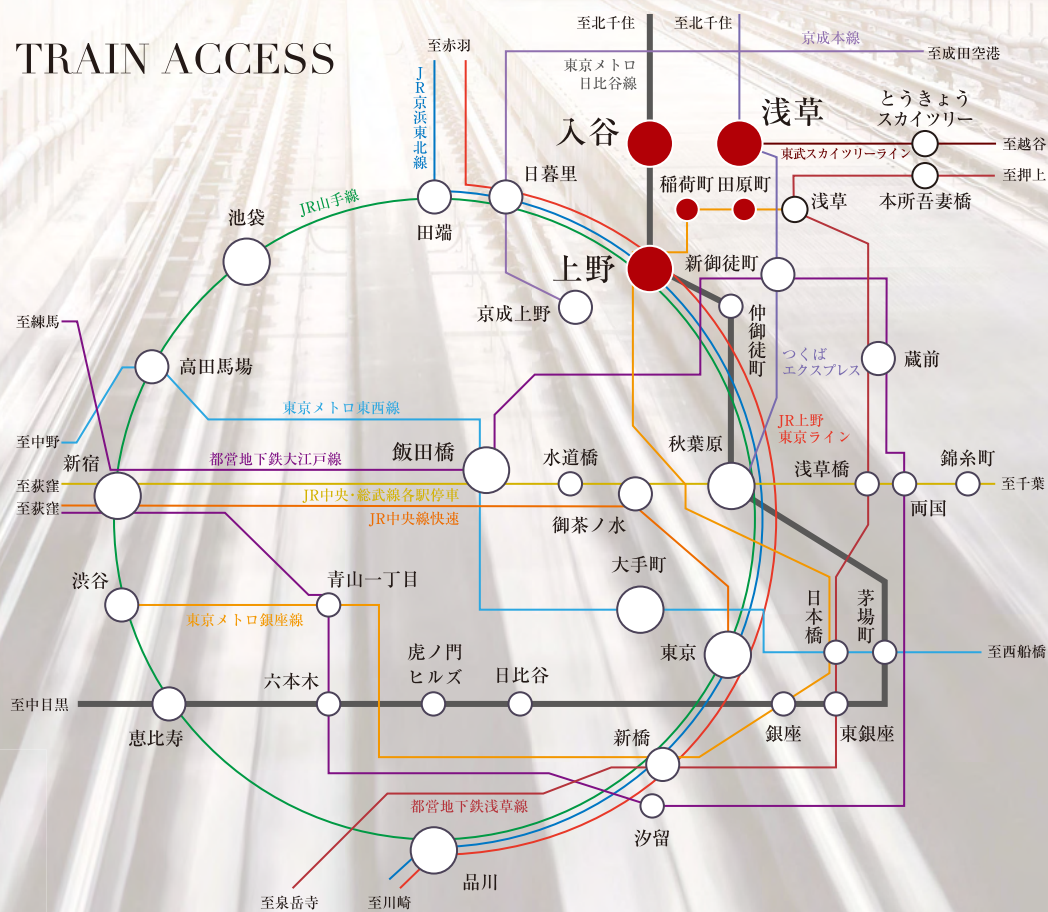 TRAIN ACCESS
至北千住
至北千住
至赤羽
京成本線
至成田空港
東京メトロ
日比谷線
JR京浜東北線
入谷
浅草
とうきょう
スカイツリー
至越谷
東武スカイツリーライン
至押上
日暮里
稲荷町
田原町
浅草
本所吾妻橋
JR山手線
池袋
田端
上野
新御徒町
京成上野
仲御徒町
至練馬
高田馬場
つくば
エクスプレス
蔵前
東京メトロ東西線
JR上野
東京ライン
至中野
新宿
都営地下鉄大江戸線
飯田橋
水道橋
秋葉原
浅草橋
錦糸町
至荻窪
JR中央・総武線各駅停車
至千葉
至荻窪
JR中央線快速
御茶ノ水
両国
渋谷
青山一丁目
大手町
東京メトロ銀座線
日本橋
茅場町
東京
至西船橋
虎ノ門
ヒルズ
日比谷
六本木
至中目黒
恵比寿
新橋
銀座
東銀座
都営地下鉄浅草線
汐留
品川
至泉岳寺
至川崎